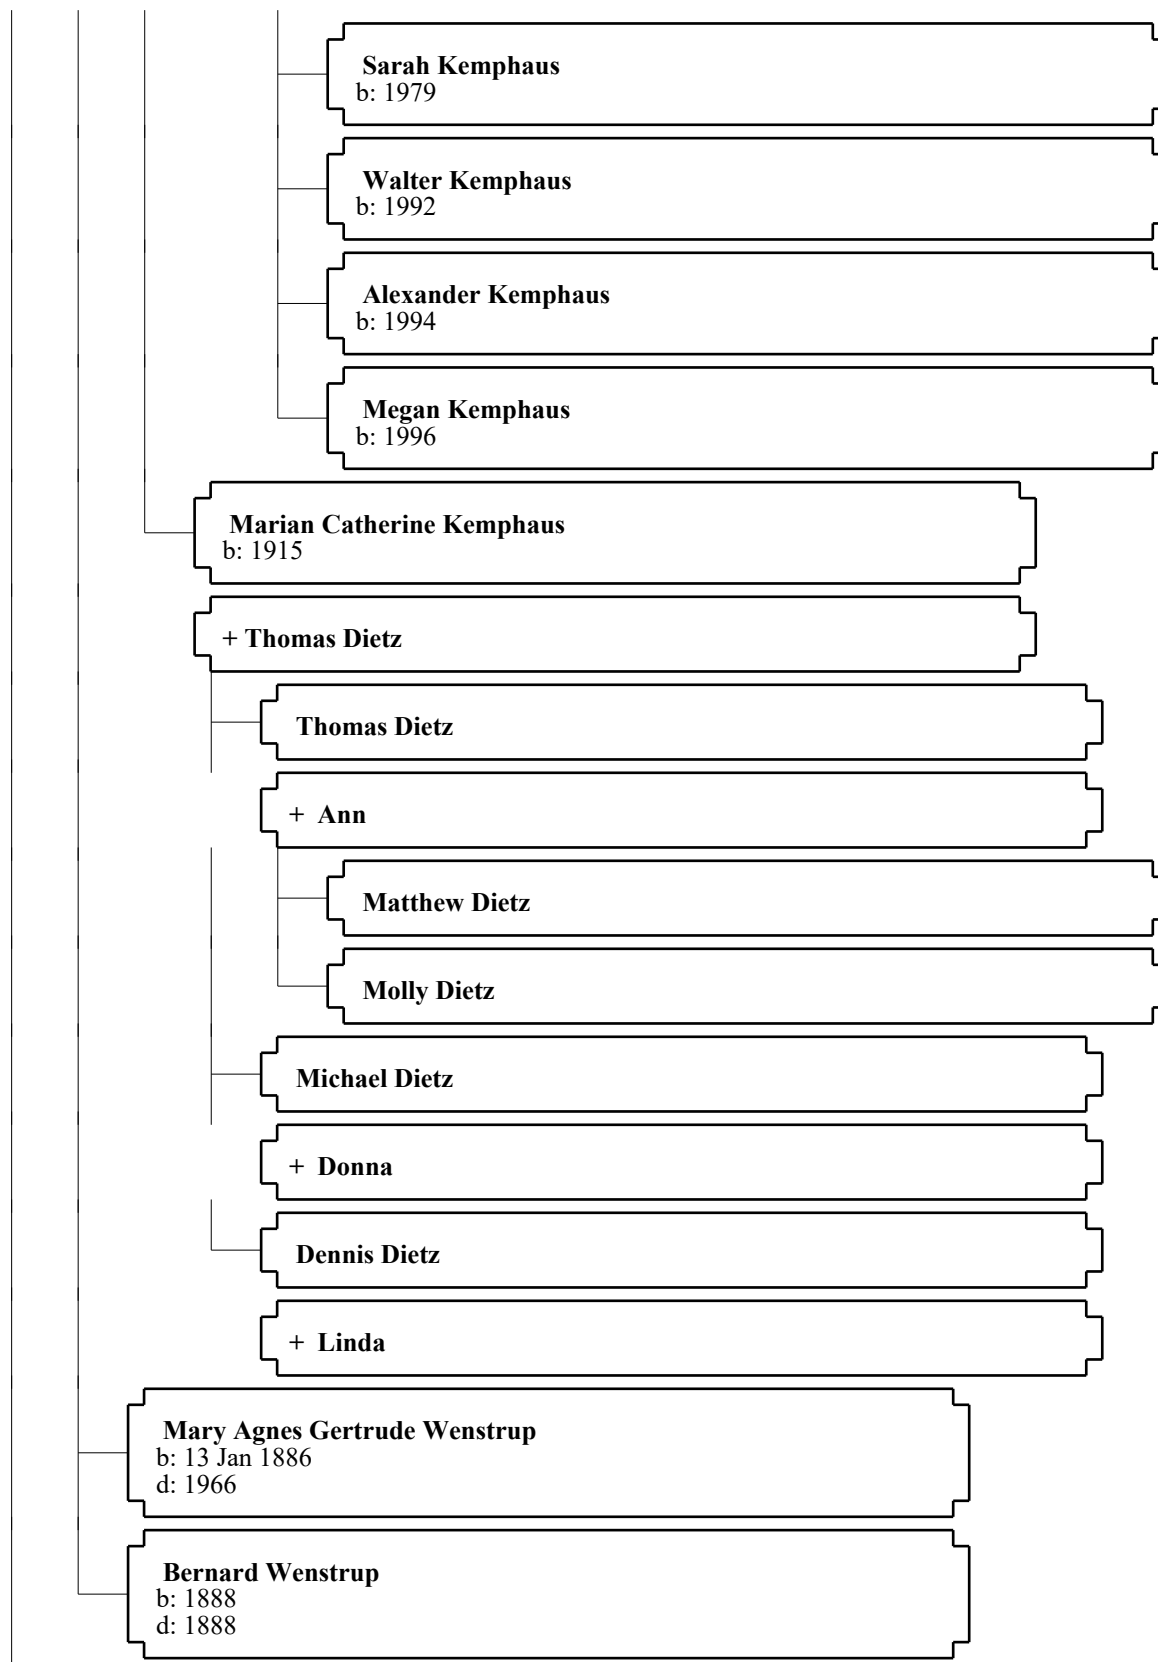 Sarah Kemphaus
b: 1979
Walter Kemphaus
b: 1992
Alexander Kemphaus
b: 1994
Megan Kemphaus
b: 1996
Marian Catherine Kemphaus
b: 1915
+ Thomas Dietz
Thomas Dietz
+ Ann
Matthew Dietz
Molly Dietz
Michael Dietz
+ Donna
Dennis Dietz
+ Linda
Mary Agnes Gertrude Wenstrup
b: 13 Jan 1886
d: 1966
Bernard Wenstrup
b: 1888
d: 1888